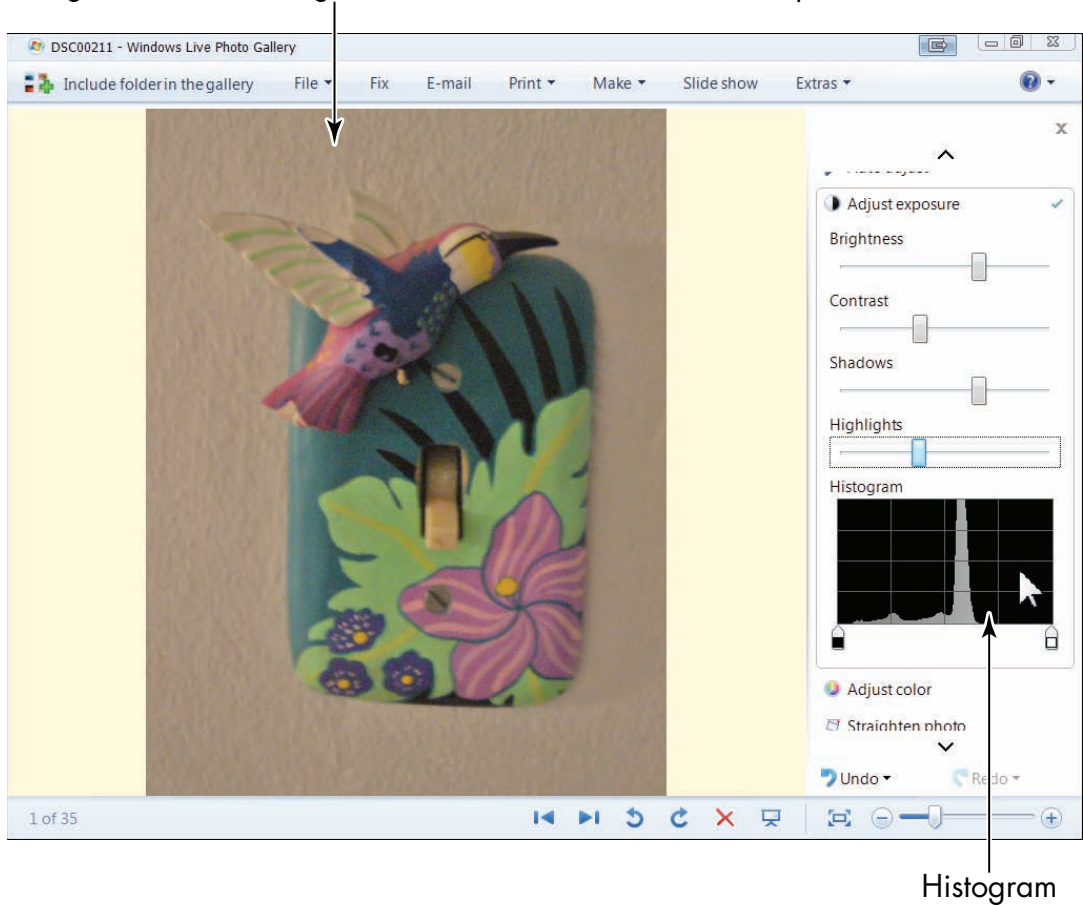 DSC00211 - Windows Live Photo Gallery
Include folder in the gallery File Fix E-mail Print Make Slide show Extras
Adjust exposure
Brightness
Contrast
Shadows
Highlights
Histogram
Adjust color
Straighten photo
Undo Redo
1 of 35
Histogram